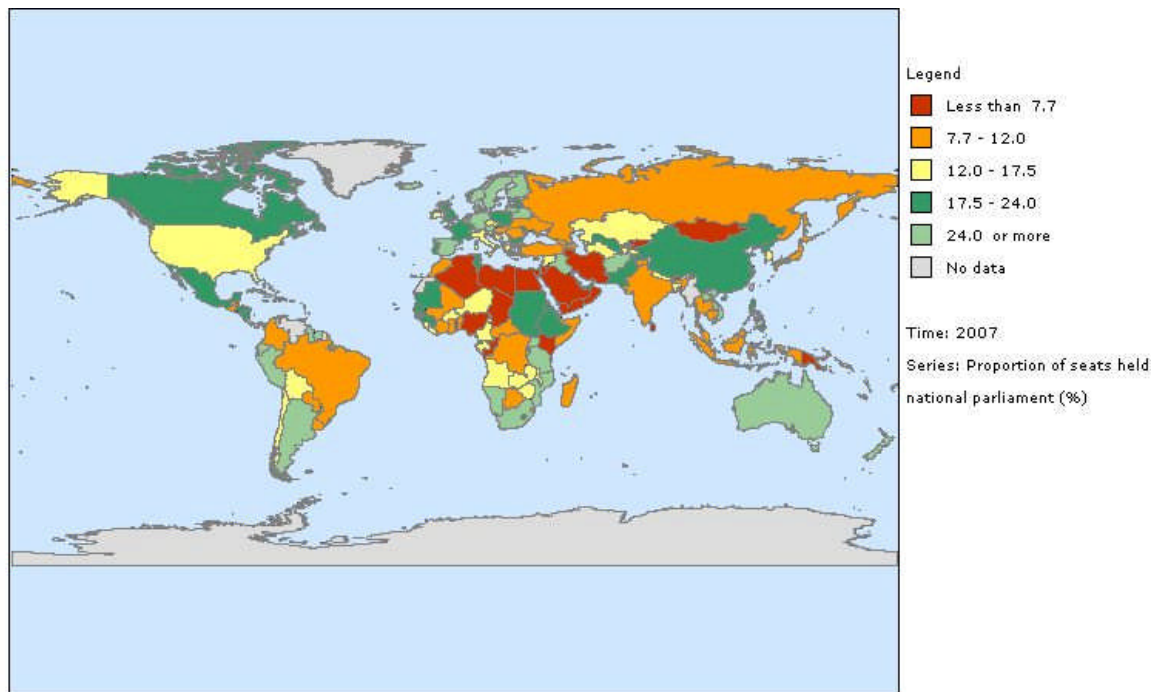 Legend
Less than 7.7
7.7 - 12.0
12.0 - 17.5
17.5 - 24.0
24.0 or more
No data
Time: 2007
Series: Proportion of seats held
national parliament (%)